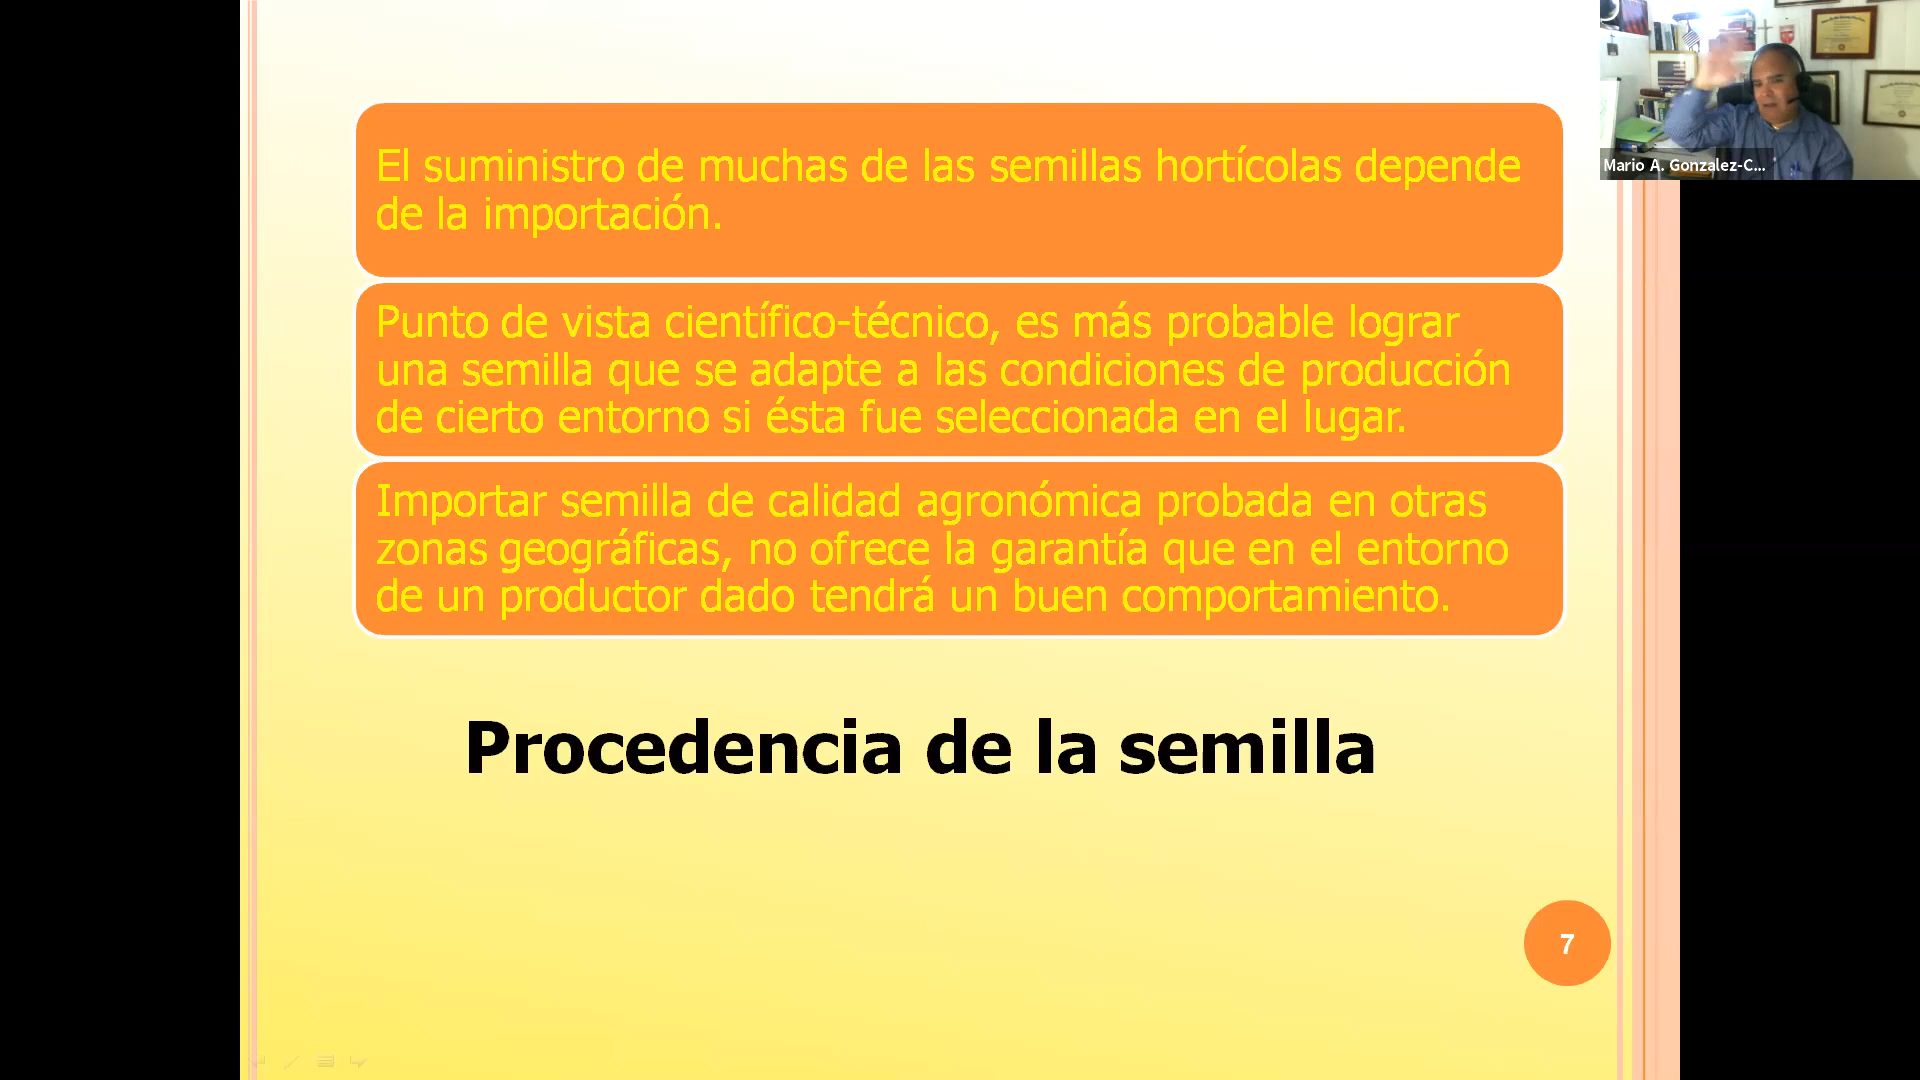 El suministro de muchas de las semillas hortícolas depende
de la importación.
Punto de vista científico-técnico, es más probable lograr
una semilla que se adapte a las condiciones de producción
de cierto entorno si ésta fue seleccionada en el lugar.
Importar semilla de calidad agronómica probada en otras
zonas geográficas, no ofrece la garantía que en el entorno
de un productor dado tendrá un buen comportamiento.
Procedencia de la semilla
7
Mario A. Gonzalez-C...